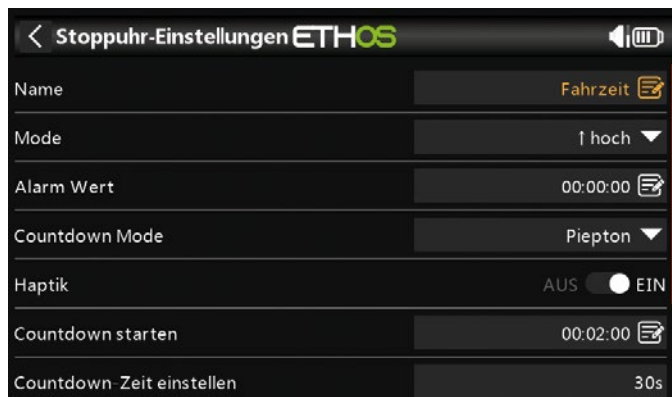 Stoppuhr-Einstellungen ETHOS
Name Fahrzeit
Mode ↑ hoch
Alarm Wert 00:00:00
Countdown Mode Piepton
Haptik AUS EIN
Countdown starten 00:02:00
Countdown-Zeit einstellen 30s